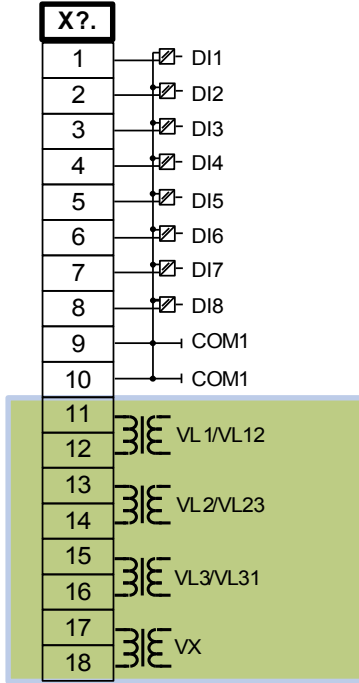 X?.
1 DI1
2 DI2
3 DI3
4 DI4
5 DI5
6 DI6
7 DI7
8 DI8
9 COM1
10 COM1
11
VL1/VL12
12
13
VL2/VL23
14
15
VL3/VL31
16
17
VX
18